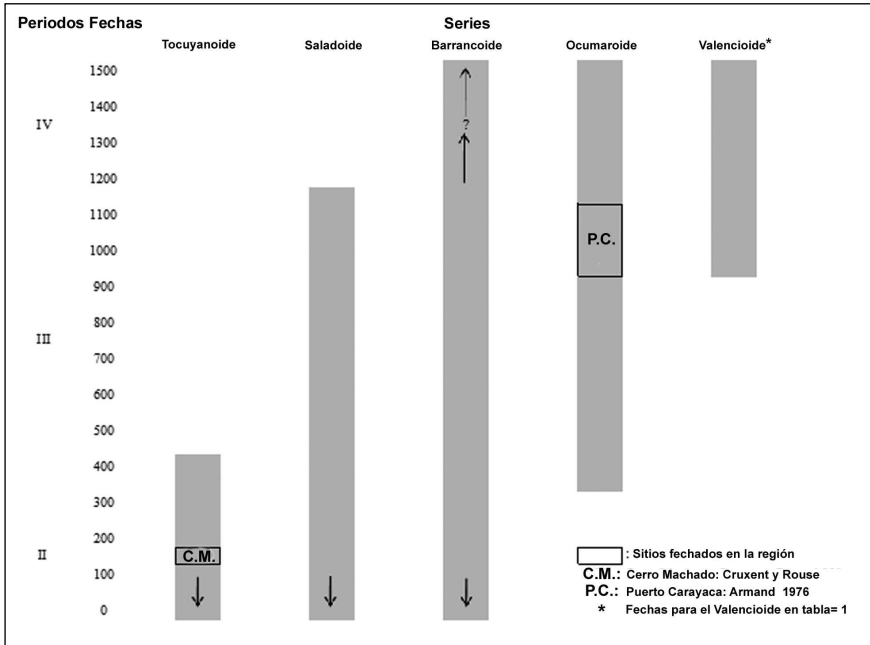 Periodos Fechas Series
Tocuyanoide Saladoide Barrancoide Ocumaroide Valencioide*
1500
1400
IV ?
1300
1200
1100
P.C.
1000
900
800
III
700
600
500
400
300
200
II C.M.
100
0
: Sitios fechados en la región
C.M.: Cerro Machado: Cruxent y Rouse
P.C.: Puerto Carayaca: Armand 1976
* Fechas para el Valencioide en tabla= 1